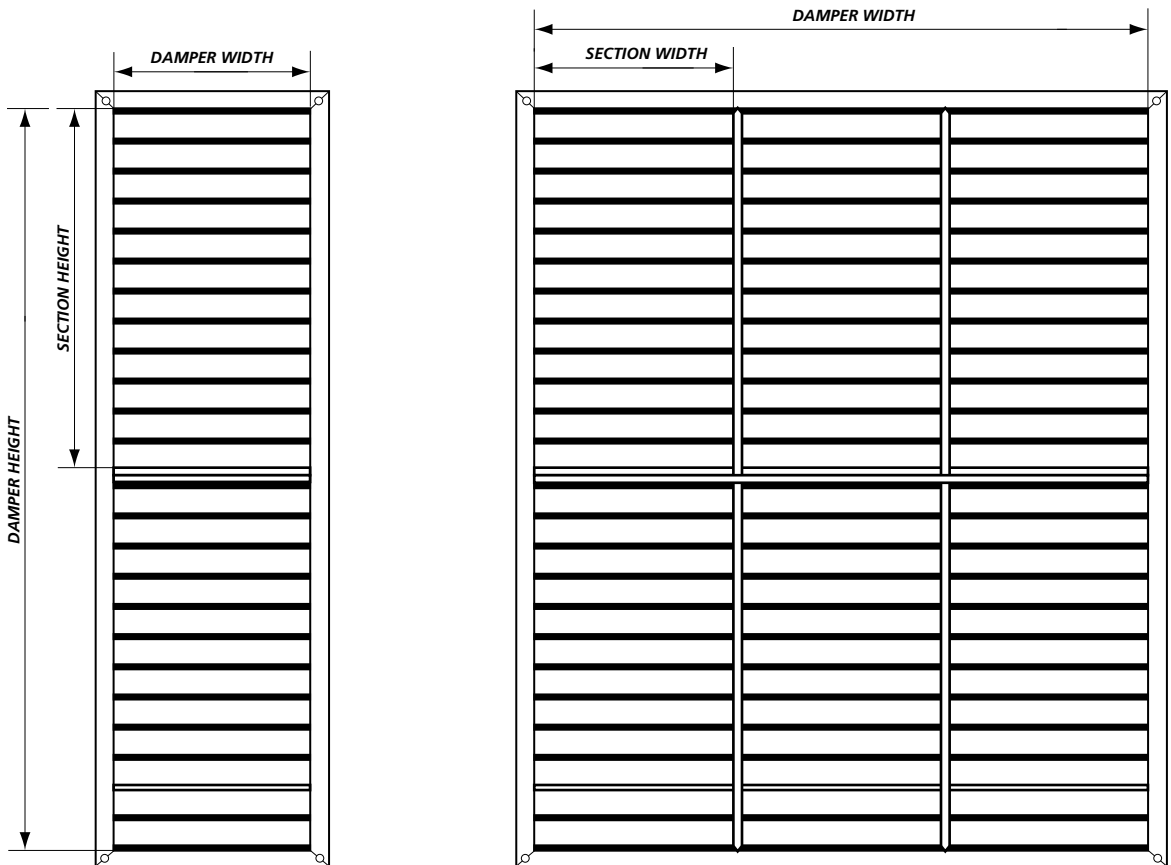 DAMPER WIDTH
DAMPER WIDTH
SECTION WIDTH
SECTION HEIGHT
DAMPER HEIGHT